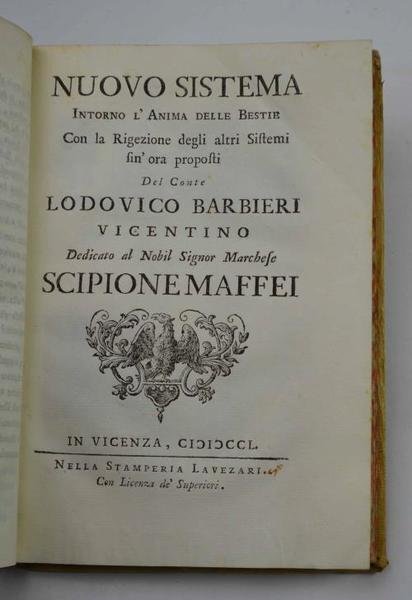 NUOVO SISTEMA
INTORNO L'ANIMA DELLE BESTIE
Con la Rigezione degli altri Siſtemi
ſin' ora propoſti
Del Conte
LODOVICO BARBIERI
VICENTINO
Dedicato al Nobil Signor Marcheſe
SCIPIONE MAFFEI
IN VICENZA, CIƆIƆCCL.
NELLA STAMPERIA LAVEZARI.
Con Licenza de' Superiori.